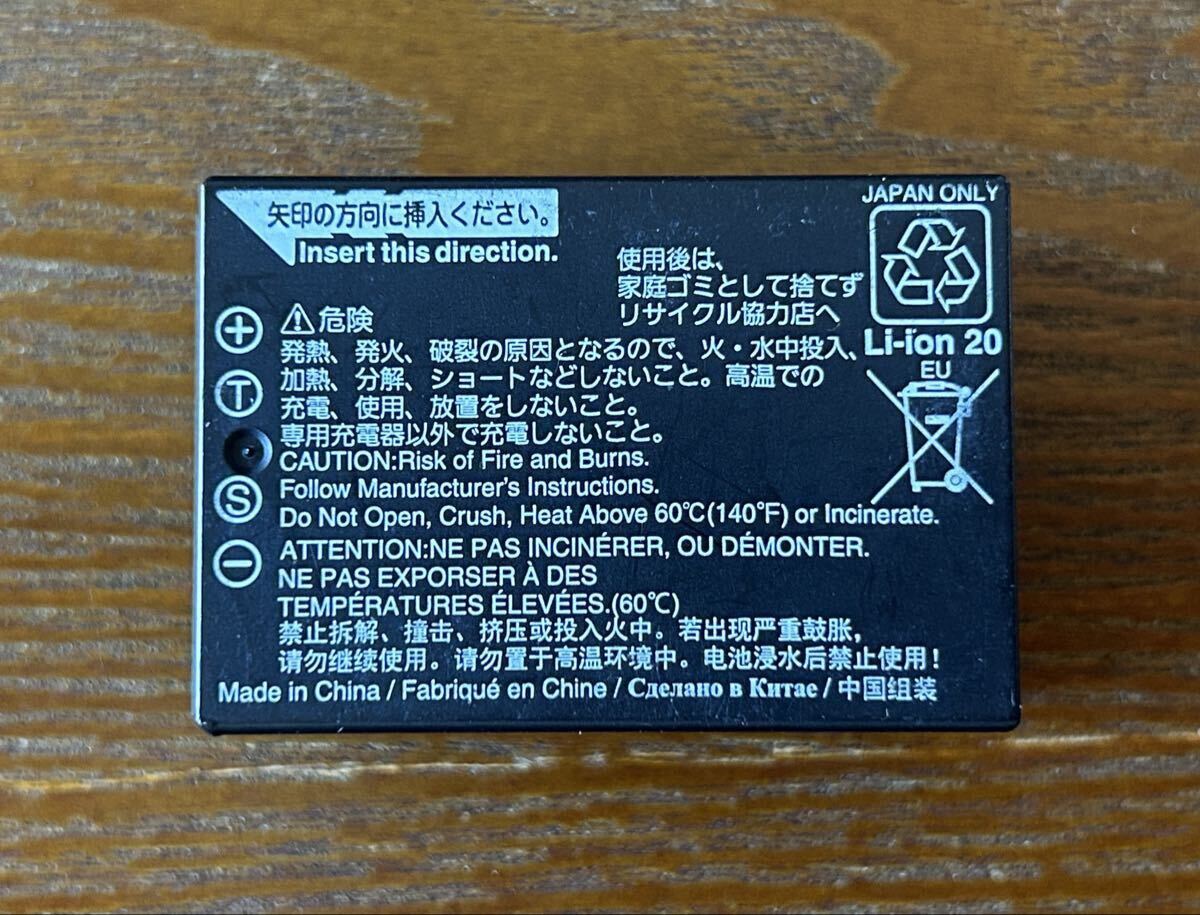 矢印の方向に挿入ください。
Insert this direction.
JAPAN ONLY
使用後は、
家庭ゴミとして捨てず
リサイクル協力店へ
Li-ion 20
EU
⚠危険
発熱、発火、破裂の原因となるので、火・水中投入、
加熱、分解、ショートなどしないこと。高温での
充電、使用、放置をしないこと。
専用充電器以外で充電しないこと。
CAUTION:Risk of Fire and Burns.
Follow Manufacturer's Instructions.
Do Not Open, Crush, Heat Above 60℃(140°F) or Incinerate.
ATTENTION:NE PAS INCINÉRER, OU DÉMONTER.
NE PAS EXPORSER À DES
TEMPÉRATURES ÉLEVÉES.(60℃)
禁止拆解、撞击、挤压或投入火中。若出现严重鼓胀,
请勿继续使用。请勿置于高温环境中。电池浸水后禁止使用!
Made in China / Fabriqué en Chine / Сделано в Китае / 中国组装
+
T
S
−